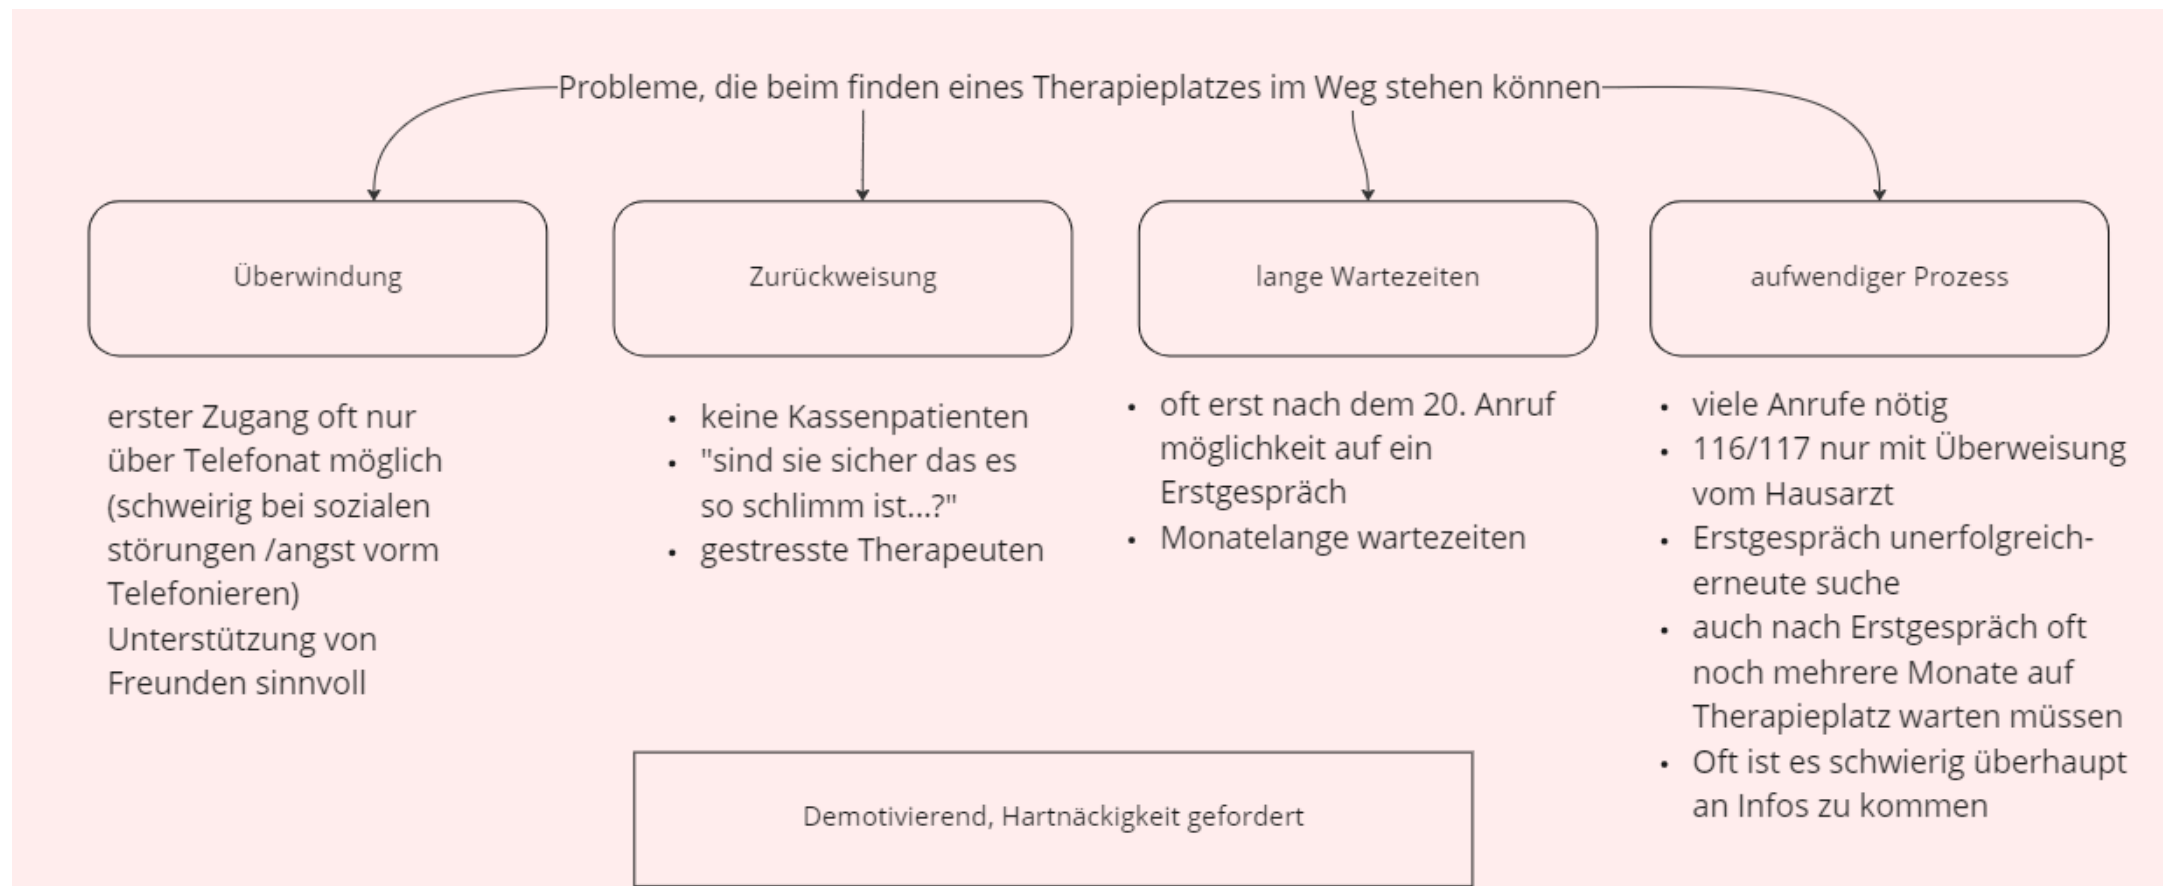 Probleme, die beim finden eines Therapieplatzes im Weg stehen können
Überwindung
erster Zugang oft nur
über Telefonat möglich
(schweirig bei sozialen
störungen /angst vorm
Telefonieren)
Unterstützung von
Freunden sinnvoll
Zurückweisung
• keine Kassenpatienten
• "sind sie sicher das es
so schlimm ist...?"
• gestresste Therapeuten
lange Wartezeiten
• oft erst nach dem 20. Anruf
möglichkeit auf ein
Erstgespräch
• Monatelange wartezeiten
aufwendiger Prozess
• viele Anrufe nötig
• 116/117 nur mit Überweisung
vom Hausarzt
• Erstgespräch unerfolgreich-
erneute suche
• auch nach Erstgespräch oft
noch mehrere Monate auf
Therapieplatz warten müssen
• Oft ist es schwierig überhaupt
an Infos zu kommen
Demotivierend, Hartnäckigkeit gefordert